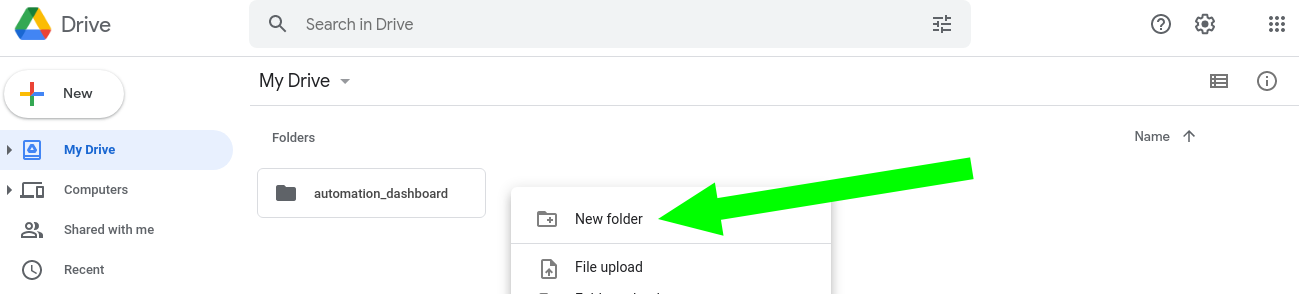 Drive
Search in Drive
New
My Drive
Computers
Shared with me
Recent
My Drive
Folders
Name
automation_dashboard
New folder
File upload